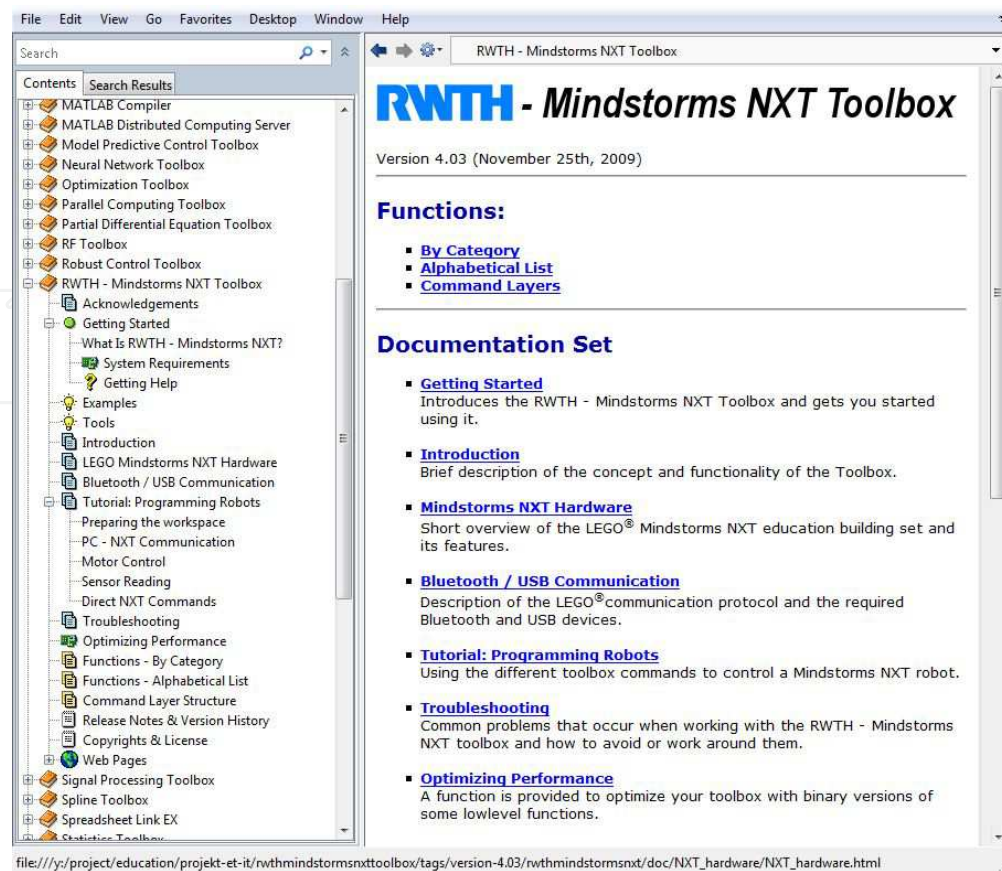 File Edit View Go Favorites Desktop Window Help
Search
Contents Search Results
MATLAB Compiler
MATLAB Distributed Computing Server
Model Predictive Control Toolbox
Neural Network Toolbox
Optimization Toolbox
Parallel Computing Toolbox
Partial Differential Equation Toolbox
RF Toolbox
Robust Control Toolbox
RWTH - Mindstorms NXT Toolbox
Acknowledgements
Getting Started
What Is RWTH - Mindstorms NXT?
System Requirements
Getting Help
Examples
Tools
Introduction
LEGO Mindstorms NXT Hardware
Bluetooth / USB Communication
Tutorial: Programming Robots
Preparing the workspace
PC - NXT Communication
Motor Control
Sensor Reading
Direct NXT Commands
Troubleshooting
Optimizing Performance
Functions - By Category
Functions - Alphabetical List
Command Layer Structure
Release Notes & Version History
Copyrights & License
Web Pages
Signal Processing Toolbox
Spline Toolbox
Spreadsheet Link EX
Statistics Toolbox
RWTH - Mindstorms NXT Toolbox
RWTH - Mindstorms NXT Toolbox
Version 4.03 (November 25th, 2009)
Functions:
By Category
Alphabetical List
Command Layers
Documentation Set
Getting Started
Introduces the RWTH - Mindstorms NXT Toolbox and gets you started
using it.
Introduction
Brief description of the concept and functionality of the Toolbox.
Mindstorms NXT Hardware
Short overview of the LEGO® Mindstorms NXT education building set and
its features.
Bluetooth / USB Communication
Description of the LEGO®communication protocol and the required
Bluetooth and USB devices.
Tutorial: Programming Robots
Using the different toolbox commands to control a Mindstorms NXT robot.
Troubleshooting
Common problems that occur when working with the RWTH - Mindstorms
NXT toolbox and how to avoid or work around them.
Optimizing Performance
A function is provided to optimize your toolbox with binary versions of
some lowlevel functions.
file:///y:/project/education/projekt-et-it/rwthmindstormsnxttoolbox/tags/version-4.03/rwthmindstormsnxt/doc/NXT_hardware/NXT_hardware.html